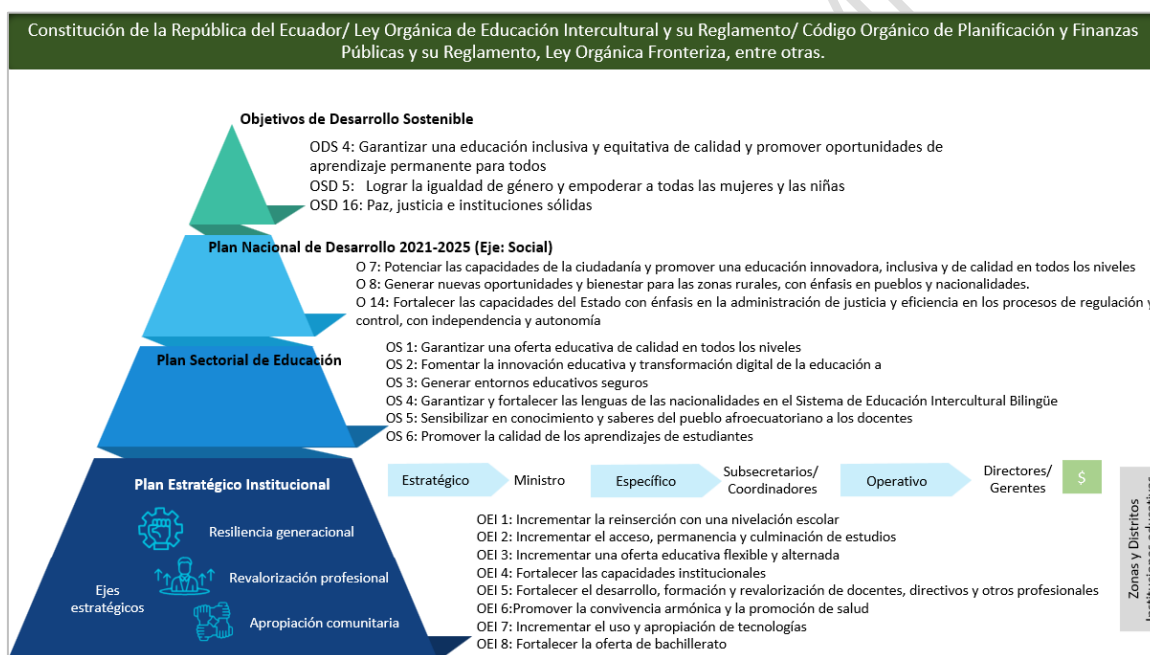 Constitución de la República del Ecuador/ Ley Orgánica de Educación Intercultural y su Reglamento/ Código Orgánico de Planificación y Finanzas
Públicas y su Reglamento, Ley Orgánica Fronteriza, entre otras.
Objetivos de Desarrollo Sostenible
ODS 4: Garantizar una educación inclusiva y equitativa de calidad y promover oportunidades de
aprendizaje permanente para todos
OSD 5: Lograr la igualdad de género y empoderar a todas las mujeres y las niñas
OSD 16: Paz, justicia e instituciones sólidas
Plan Nacional de Desarrollo 2021-2025 (Eje: Social)
O 7: Potenciar las capacidades de la ciudadanía y promover una educación innovadora, inclusiva y de calidad en todos los niveles
O 8: Generar nuevas oportunidades y bienestar para las zonas rurales, con énfasis en pueblos y nacionalidades.
O 14: Fortalecer las capacidades del Estado con énfasis en la administración de justicia y eficiencia en los procesos de regulación y
control, con independencia y autonomía
Plan Sectorial de Educación
OS 1: Garantizar una oferta educativa de calidad en todos los niveles
OS 2: Fomentar la innovación educativa y transformación digital de la educación a
OS 3: Generar entornos educativos seguros
OS 4: Garantizar y fortalecer las lenguas de las nacionalidades en el Sistema de Educación Intercultural Bilingüe
OS 5: Sensibilizar en conocimiento y saberes del pueblo afroecuatoriano a los docentes
OS 6: Promover la calidad de los aprendizajes de estudiantes
Plan Estratégico Institucional
Estratégico
Ministro
Específico
Subsecretarios/
Coordinadores
Operativo
Directores/
Gerentes
$
Ejes
estratégicos
Resiliencia generacional
Revalorización profesional
Apropiación comunitaria
OEI 1: Incrementar la reinserción con una nivelación escolar
OEI 2: Incrementar el acceso, permanencia y culminación de estudios
OEI 3: Incrementar una oferta educativa flexible y alternada
OEI 4: Fortalecer las capacidades institucionales
OEI 5: Fortalecer el desarrollo, formación y revalorización de docentes, directivos y otros profesionales
OEI 6:Promover la convivencia armónica y la promoción de salud
OEI 7: Incrementar el uso y apropiación de tecnologías
OEI 8: Fortalecer la oferta de bachillerato
Zonas y Distritos